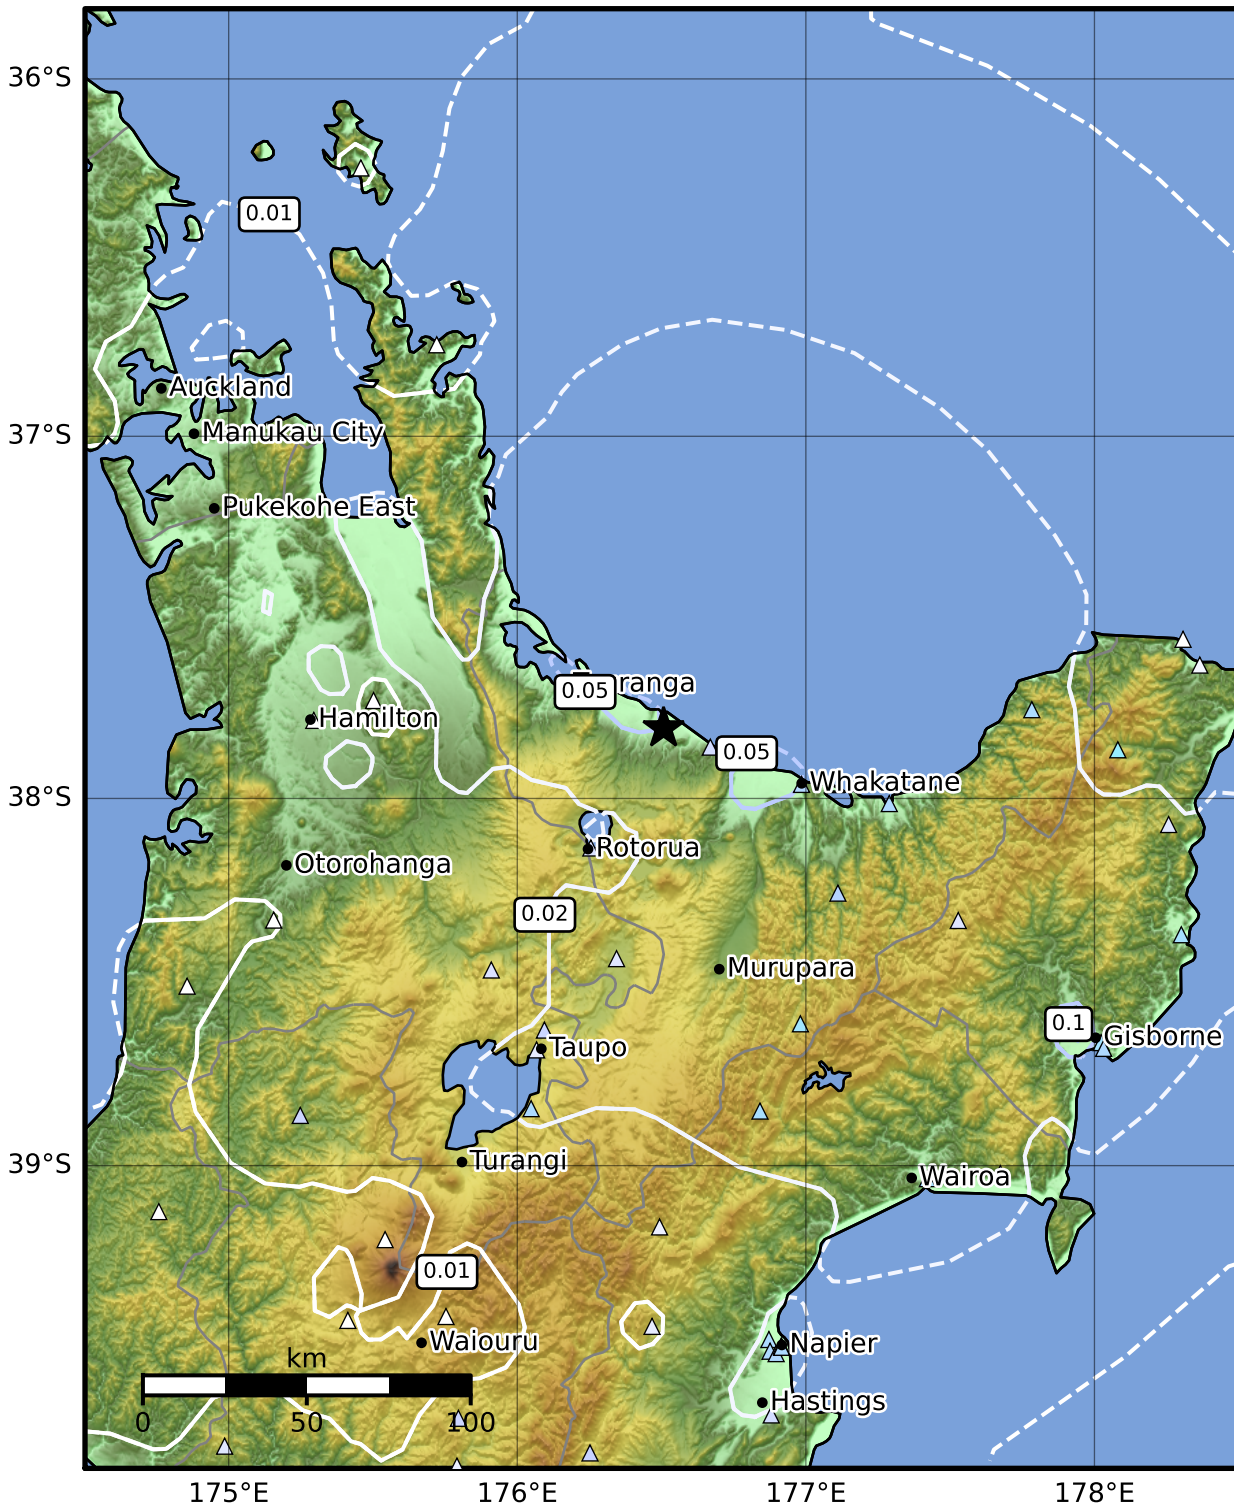 36°S
0.01
Auckland
37°S
Manukau City
Pukekohe East
0.05
ranga
Hamilton
0.05
Whakatane
38°S
Rotorua
Otorohanga
0.02
Murupara
0.1
Gisborne
Taupo
39°S
Turangi
Wairoa
0.01
Waiouru
Napier
km
Hastings
0
50
100
175°E
176°E
177°E
178°E